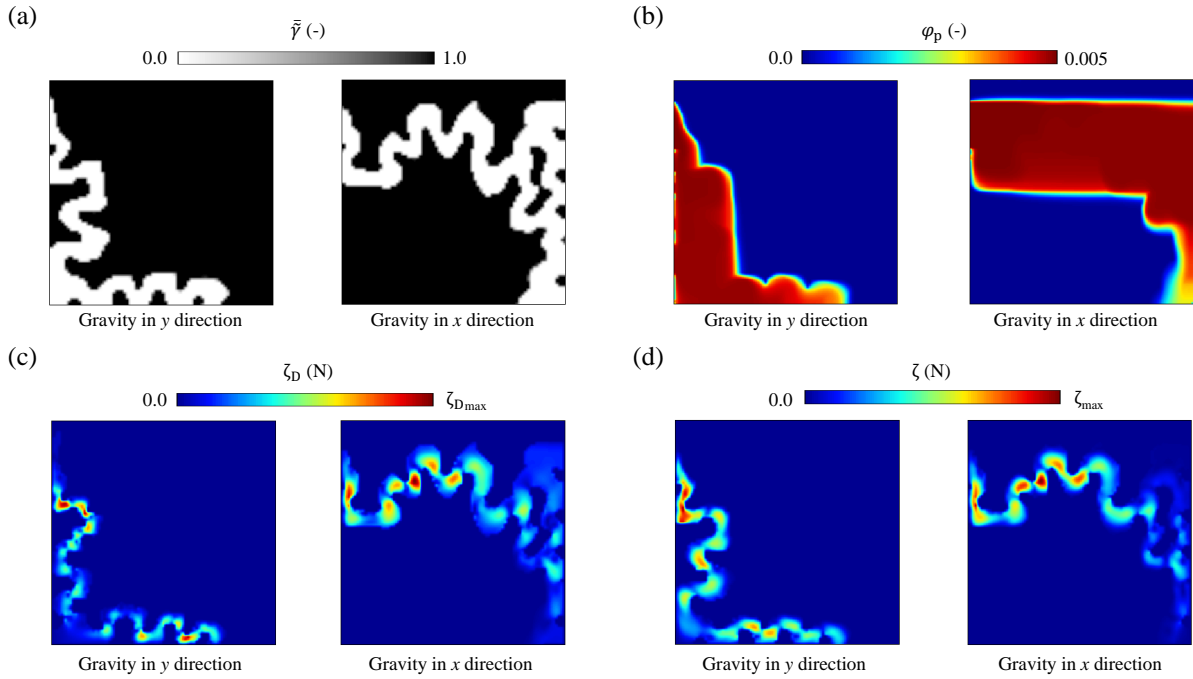 (a)
γ̿̃ (-)
0.0 1.0
Gravity in y direction Gravity in x direction
(b)
φp (-)
0.0 0.005
Gravity in y direction Gravity in x direction
(c)
ζD (N)
0.0 ζDmax
Gravity in y direction Gravity in x direction
(d)
ζ (N)
0.0 ζmax
Gravity in y direction Gravity in x direction